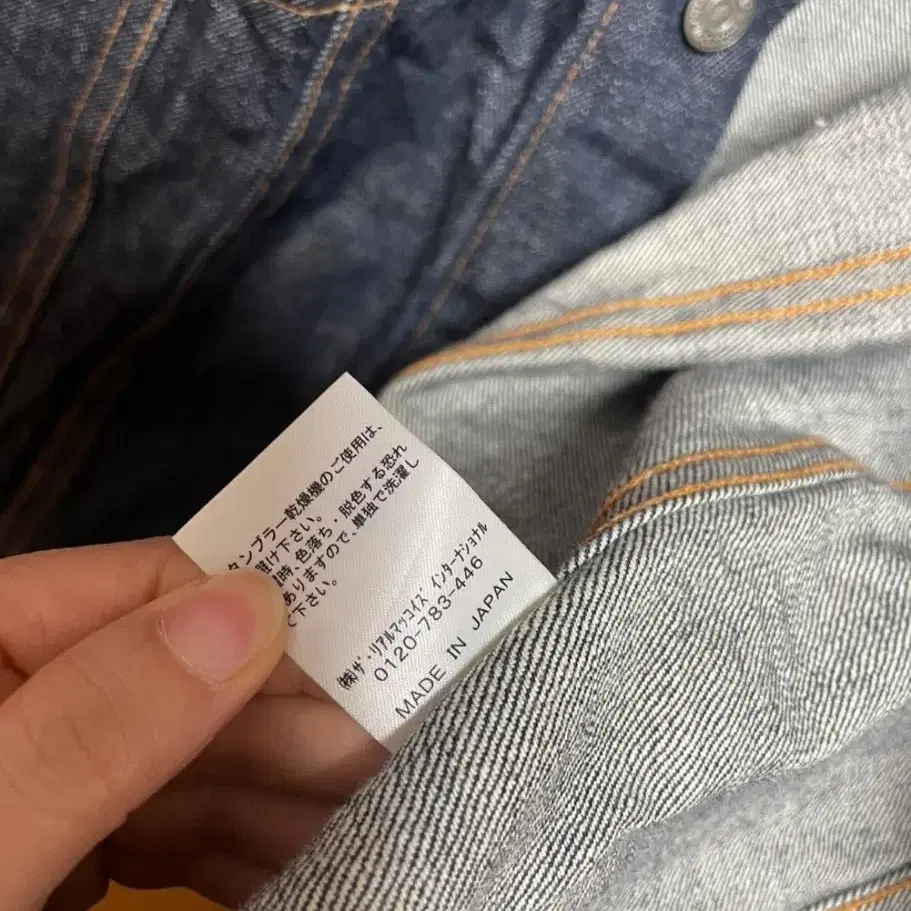 タンブラー乾燥機のご使用は、
避け下さい。
時、色落ち・脱色する恐れ
ありますので、単独で洗濯し
下さい。
㈱ザ・リアルマッコイズ インターナショナル
0120-783-446
MADE IN JAPAN